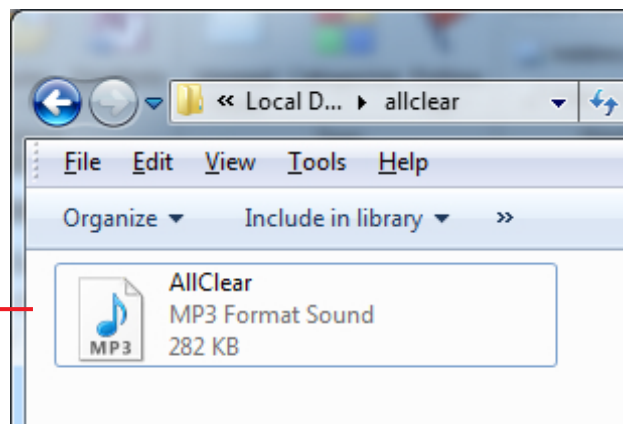 « Local D... ▸ allclear
File Edit View Tools Help
Organize ▾ Include in library ▾ »
AllClear
MP3 Format Sound
MP3
282 KB